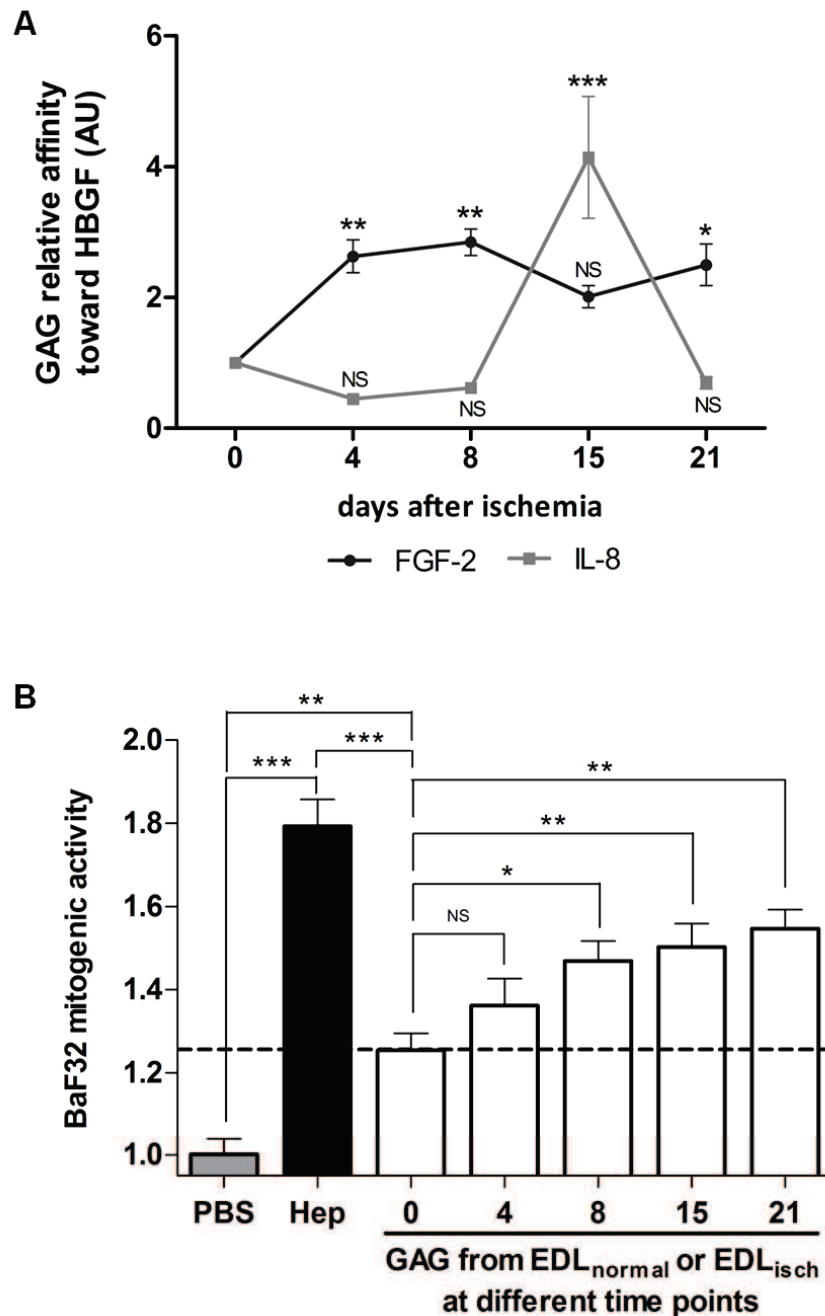 A
GAG relative affinity
toward HBGF (AU)
6
4
2
0
***
**
**
*
NS
NS
NS
NS
0 4 8 15 21
days after ischemia
FGF-2 IL-8
B
BaF32 mitogenic activity
2.0
1.8
1.6
1.4
1.2
1.0
**
***
***
**
**
*
NS
PBS Hep 0 4 8 15 21
GAG from EDLnormal or EDLisch
at different time points